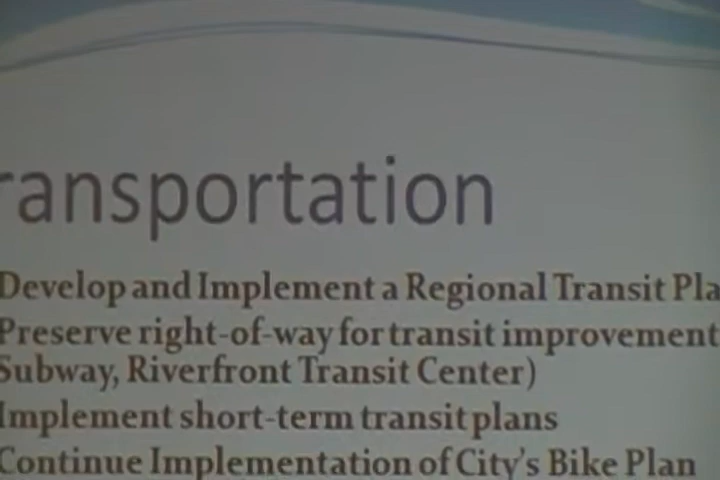 ransportation
Develop and Implement a Regional Transit Pla
Preserve right-of-way for transit improvement
Subway, Riverfront Transit Center)
Implement short-term transit plans
Continue Implementation of City's Bike Plan